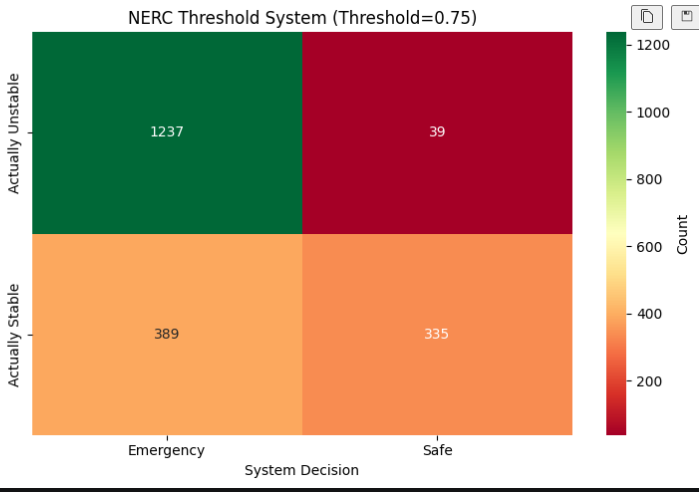 NERC Threshold System (Threshold=0.75)
Actually Unstable
1237
39
Actually Stable
389
335
Emergency
Safe
System Decision
1200
1000
800
600
400
200
Count